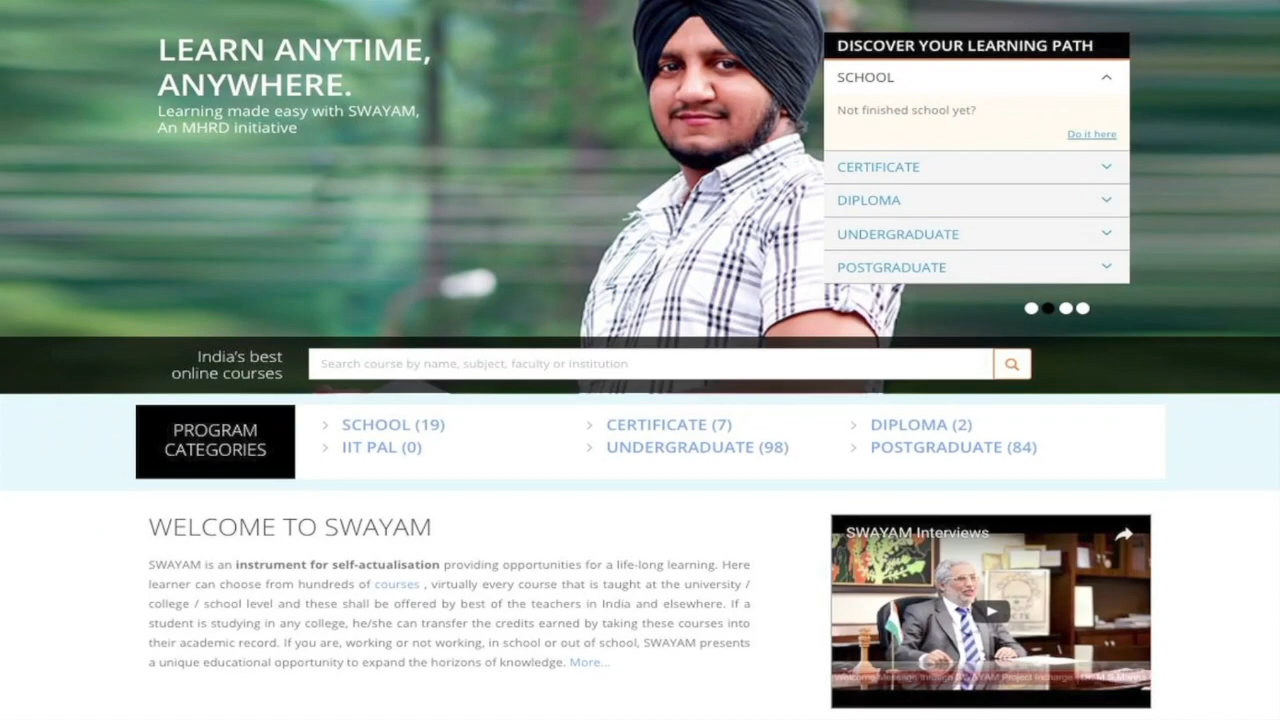 LEARN ANYTIME,
ANYWHERE.
Learning made easy with SWAYAM,
An MHRD initiative
DISCOVER YOUR LEARNING PATH
SCHOOL
Not finished school yet?
Do it here
CERTIFICATE
DIPLOMA
UNDERGRADUATE
POSTGRADUATE
India's best
online courses
Search course by name, subject, faculty or institution
PROGRAM
CATEGORIES
SCHOOL (19)
CERTIFICATE (7)
DIPLOMA (2)
IIT PAL (0)
UNDERGRADUATE (98)
POSTGRADUATE (84)
WELCOME TO SWAYAM
SWAYAM is an instrument for self-actualisation providing opportunities for a life-long learning. Here
learner can choose from hundreds of courses , virtually every course that is taught at the university /
college / school level and these shall be offered by best of the teachers in India and elsewhere. If a
student is studying in any college, he/she can transfer the credits earned by taking these courses into
their academic record. If you are, working or not working, in school or out of school, SWAYAM presents
a unique educational opportunity to expand the horizons of knowledge. More...
SWAYAM Interviews
Welcome Message through SWAYAM Project Incharge